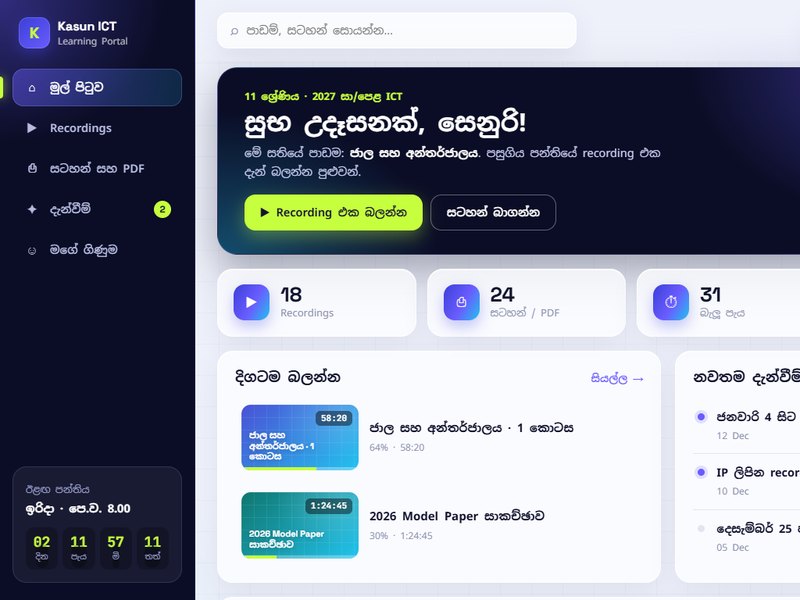 K
Kasun ICT
Learning Portal
මුල් පිටුව
Recordings
සටහන් සහ PDF
දැන්වීම් 2
මගේ ගිණුම
ඊළඟ පන්තිය
ඉරිදා · පෙ.ව. 8.00
02 11 57 11
දින පැය මි තත්
පාඩම්, සටහන් සොයන්න...
11 ශ්‍රේණිය · 2027 සා/පෙළ ICT
සුභ උදෑසනක්, සෙනුරි!
මේ සතියේ පාඩම: ජාල සහ අන්තර්ජාලය. පසුගිය පන්තියේ recording එක
දැන් බලන්න පුළුවන්.
▶ Recording එක බලන්න
සටහන් බාගන්න
18
Recordings
24
සටහන් / PDF
31
බැලූ පැය
දිගටම බලන්න
සියල්ල →
58:20
ජාල සහ
අන්තර්ජාලය · 1
කොටස
ජාල සහ අන්තර්ජාලය · 1 කොටස
64% · 58:20
1:24:45
2026 Model Paper
සාකච්ඡාව
2026 Model Paper සාකච්ඡාව
30% · 1:24:45
නවතම දැන්වීම්
ජනවාරි 4 සිට
12 Dec
IP ලිපින recor
10 Dec
දෙසැම්බර් 25
05 Dec